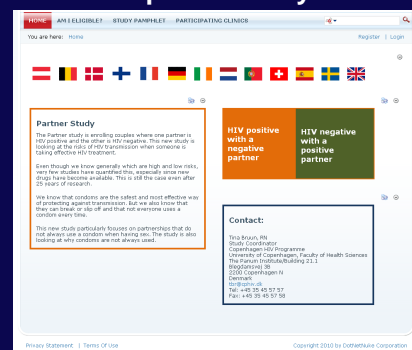 HOME AM I ELIGIBLE? STUDY PAMPHLET PARTICIPATING CLINICS
You are here: Home
Register | Login
Partner Study
The Partner study is enrolling couples where one partner is
HIV positive and the other is HIV negative. This new study is
looking at the risks of HIV transmission when someone is
taking effective HIV treatment.
Even though we know generally which are high and low risks,
very few studies have quantified this, especially since new
drugs have become available. This is still the case even after
25 years of research.
We know that condoms are the safest and most effective way
of protecting against transmission. But we also know that
they can break or slip off and that not everyone uses a
condom every time.
This new study particularly focuses on partnerships that do
not always use a condom when having sex. The study is also
looking at why condoms are not always used.
HIV positive
with a
negative
partner
HIV negative
with a
positive
partner
Contact:
Tina Bruun, RN
Study Coordinator
Copenhagen HIV Programme
University of Copenhagen, Faculty of Health Sciences
The Panum Institute/Building 21.1
Blegdamsvej 3B
2200 Copenhagen N
Denmark
tbr@cphiv.dk
Tel: +45 35 45 57 57
Fax: +45 35 45 57 58
Privacy Statement | Terms Of Use
Copyright 2010 by DotNetNuke Corporation